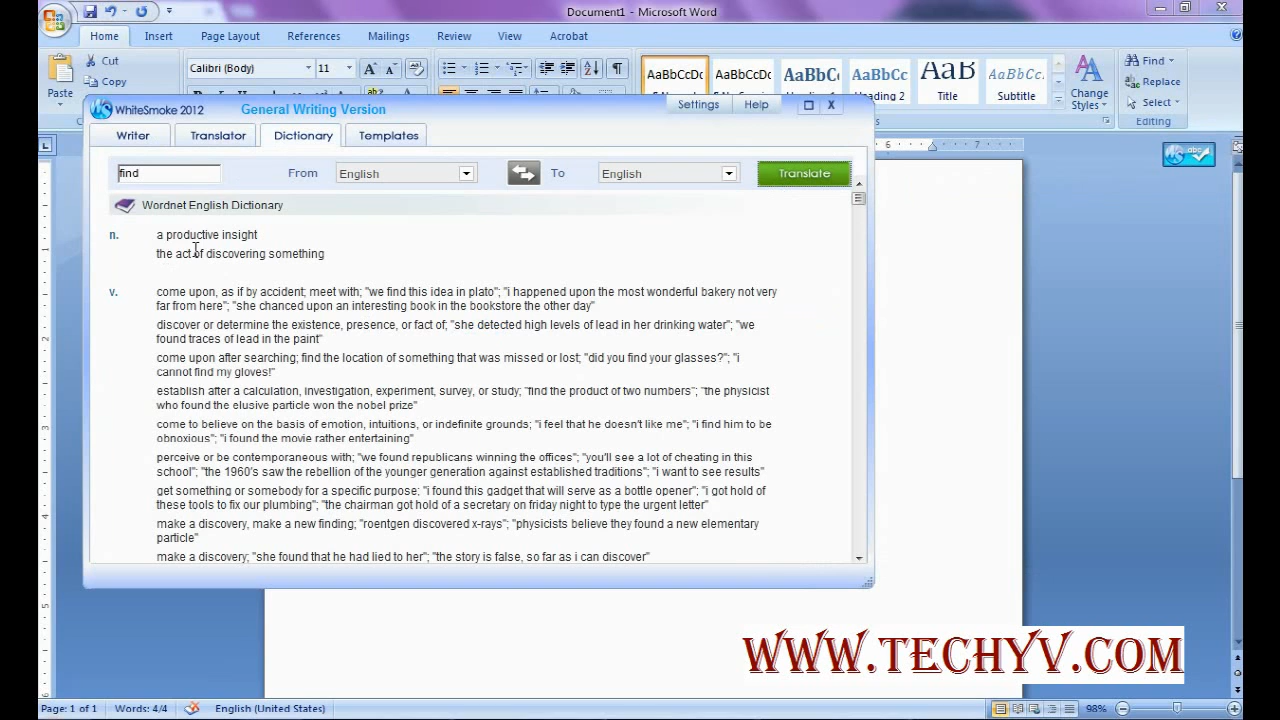 Document1 - Microsoft Word
Home Insert Page Layout References Mailings Review View Acrobat
Cut
Copy
Paste
Calibri (Body) 11
AaBbCcDc AaBbCcDc AaBbC AaBbCc AaB AaBbCc.
Heading 2 Title Subtitle
Change
Styles
Find
Replace
Select
Editing
WhiteSmoke 2012 General Writing Version Settings Help X
Writer Translator Dictionary Templates
find From English To English Translate
Wordnet English Dictionary
n. a productive insight
the act of discovering something
v. come upon, as if by accident; meet with; "we find this idea in plato"; "i happened upon the most wonderful bakery not very
far from here"; "she chanced upon an interesting book in the bookstore the other day"
discover or determine the existence, presence, or fact of; "she detected high levels of lead in her drinking water"; "we
found traces of lead in the paint"
come upon after searching; find the location of something that was missed or lost; "did you find your glasses?"; "i
cannot find my gloves!"
establish after a calculation, investigation, experiment, survey, or study; "find the product of two numbers"; "the physicist
who found the elusive particle won the nobel prize"
come to believe on the basis of emotion, intuitions, or indefinite grounds; "i feel that he doesn't like me"; "i find him to be
obnoxious"; "i found the movie rather entertaining"
perceive or be contemporaneous with; "we found republicans winning the offices"; "you'll see a lot of cheating in this
school"; "the 1960's saw the rebellion of the younger generation against established traditions"; "i want to see results"
get something or somebody for a specific purpose; "i found this gadget that will serve as a bottle opener"; "i got hold of
these tools to fix our plumbing"; "the chairman got hold of a secretary on friday night to type the urgent letter"
make a discovery, make a new finding; "roentgen discovered x-rays"; "physicists believe they found a new elementary
particle"
make a discovery; "she found that he had lied to her"; "the story is false, so far as i can discover"
6 7
abc
1
2
3
4
5
6
WWW.TECHYV.COM
Page: 1 of 1 Words: 4/4 English (United States) 98%